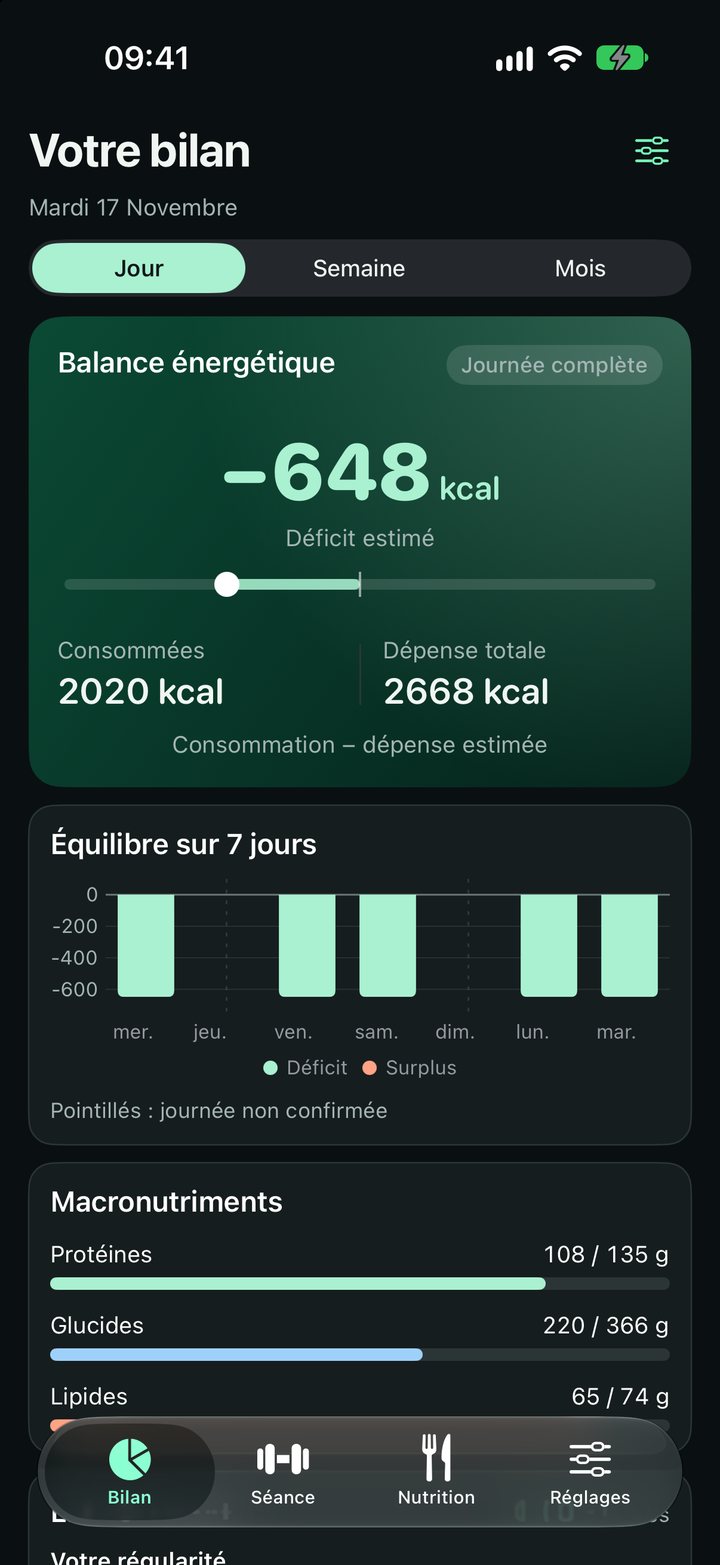 09:41
Votre bilan
Mardi 17 Novembre
Jour Semaine Mois
Balance énergétique Journée complète
−648 kcal
Déficit estimé
Consommées Dépense totale
2020 kcal 2668 kcal
Consommation – dépense estimée
Équilibre sur 7 jours
0
-200
-400
-600
mer. jeu. ven. sam. dim. lun. mar.
Déficit Surplus
Pointillés : journée non confirmée
Macronutriments
Protéines 108 / 135 g
Glucides 220 / 366 g
Lipides 65 / 74 g
Bilan Séance Nutrition Réglages
Votre régularité